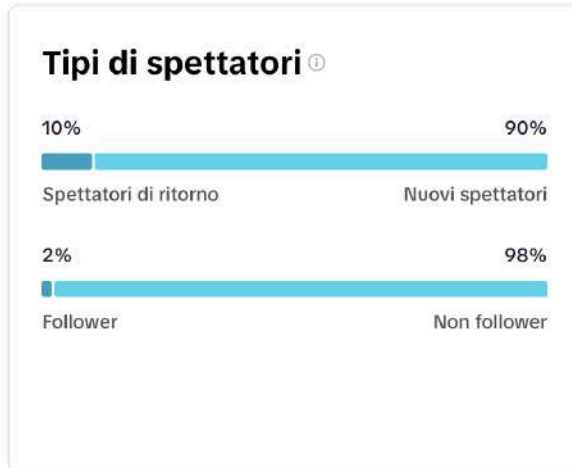 Tipi di spettatori
10% 90%
Spettatori di ritorno Nuovi spettatori
2% 98%
Follower Non follower